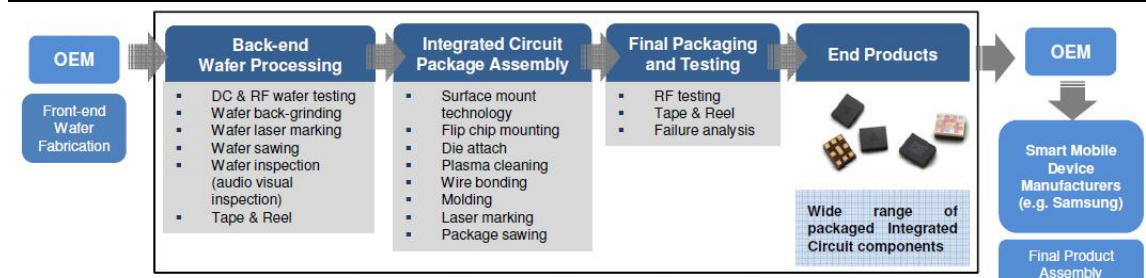 OEM
Front-end
Wafer
Fabrication
Back-end
Wafer Processing
▪ DC & RF wafer testing
▪ Wafer back-grinding
▪ Wafer laser marking
▪ Wafer sawing
▪ Wafer inspection
(audio visual
inspection)
▪ Tape & Reel
Integrated Circuit
Package Assembly
▪ Surface mount
technology
▪ Flip chip mounting
▪ Die attach
▪ Plasma cleaning
▪ Wire bonding
▪ Molding
▪ Laser marking
▪ Package sawing
Final Packaging
and Testing
▪ RF testing
▪ Tape & Reel
▪ Failure analysis
End Products
Wide range of
packaged Integrated
Circuit components
OEM
Smart Mobile
Device
Manufacturers
(e.g. Samsung)
Final Product
Assembly